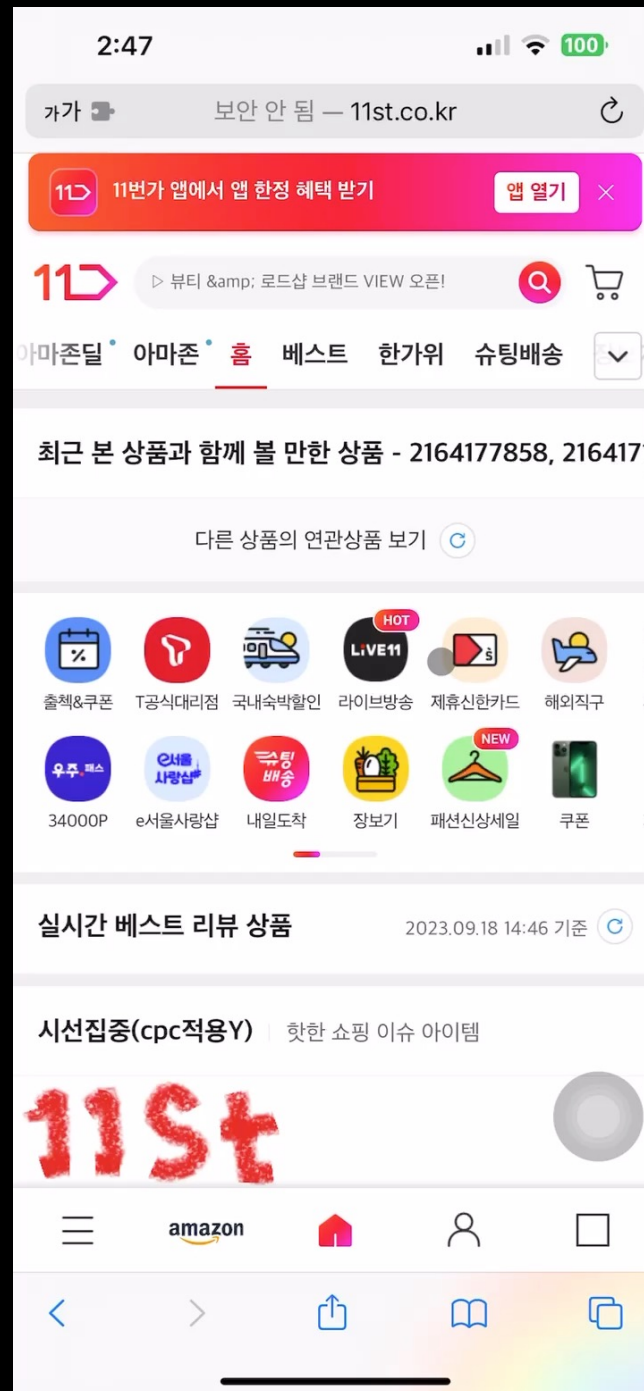 2:47
100
가가 보안 안 됨 — 11st.co.kr
11 11번가 앱에서 앱 한정 혜택 받기 앱 열기
11 ▷ 뷰티 &amp; 로드샵 브랜드 VIEW 오픈!
아마존딜 아마존 홈 베스트 한가위 슈팅배송
최근 본 상품과 함께 볼 만한 상품 - 2164177858, 216417
다른 상품의 연관상품 보기
HOT
LIVE11
출첵&쿠폰 T공식대리점 국내숙박할인 라이브방송 제휴신한카드 해외직구
NEW
우주패스 e서울사랑샵 슈팅배송
34000P e서울사랑샵 내일도착 장보기 패션신상세일 쿠폰
실시간 베스트 리뷰 상품 2023.09.18 14:46 기준
시선집중(cpc적용Y) 핫한 쇼핑 이슈 아이템
11St
amazon